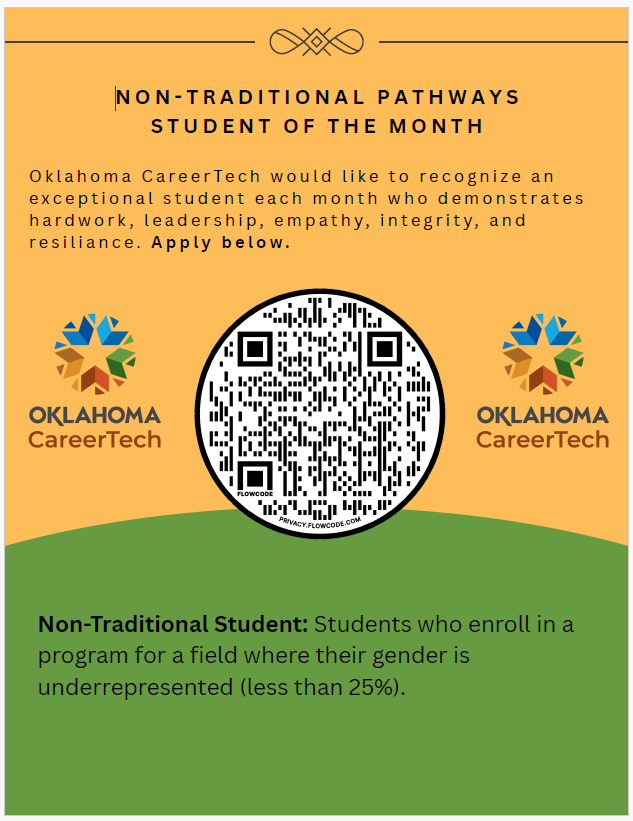 NON-TRADITIONAL PATHWAYS
STUDENT OF THE MONTH
Oklahoma CareerTech would like to recognize an
exceptional student each month who demonstrates
hardwork, leadership, empathy, integrity, and
resiliance. Apply below.
OKLAHOMA
CareerTech
FLOWCODE
PRIVACY.FLOWCODE.COM
OKLAHOMA
CareerTech
Non-Traditional Student: Students who enroll in a
program for a field where their gender is
underrepresented (less than 25%).